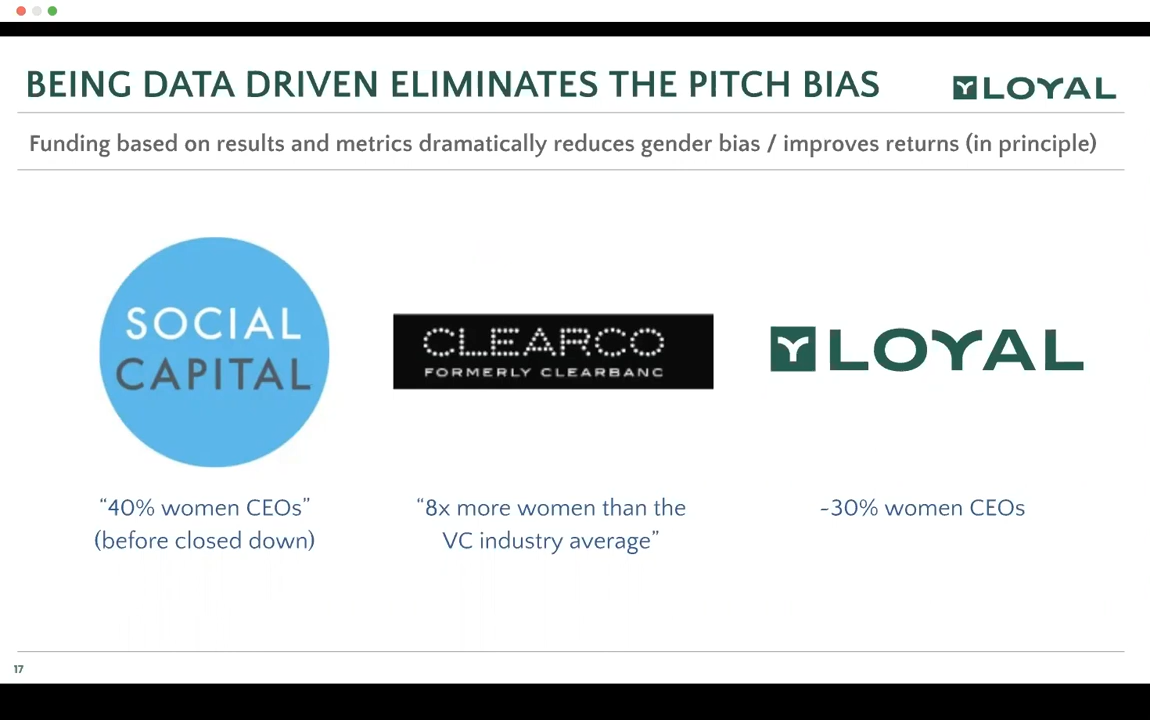 BEING DATA DRIVEN ELIMINATES THE PITCH BIAS
LOYAL
Funding based on results and metrics dramatically reduces gender bias / improves returns (in principle)
SOCIAL
CAPITAL
CLEARCO
FORMERLY CLEARBANC
LOYAL
“40% women CEOs”
(before closed down)
“8x more women than the
VC industry average”
~30% women CEOs
17